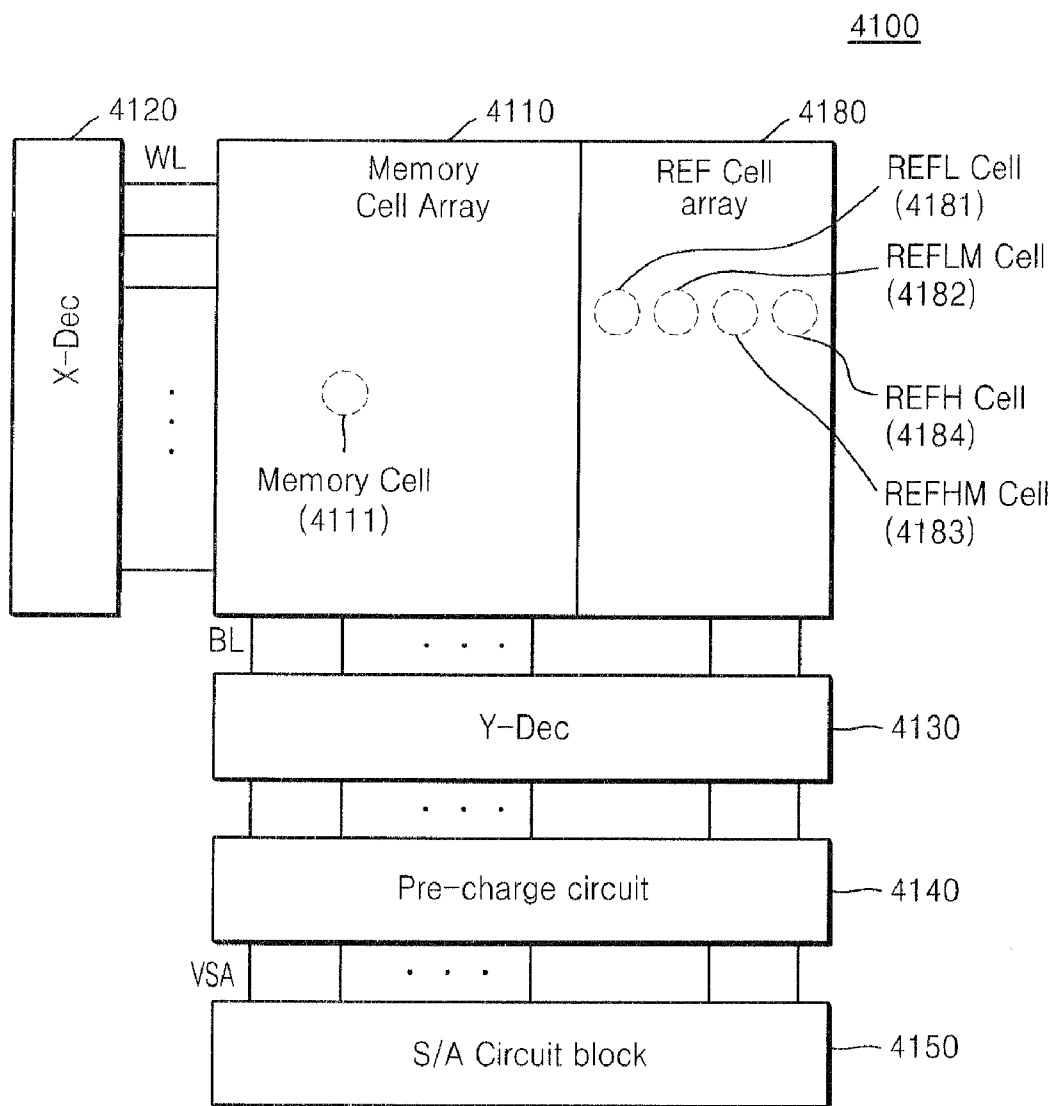 4100
4120
4110
4180
WL
Memory
Cell Array
REF Cell
array
REFL Cell
(4181)
REFLM Cell
(4182)
X-Dec
REFH Cell
(4184)
Memory Cell
(4111)
REFHM Cell
(4183)
BL
Y-Dec
4130
Pre-charge circuit
4140
VSA
S/A Circuit block
4150